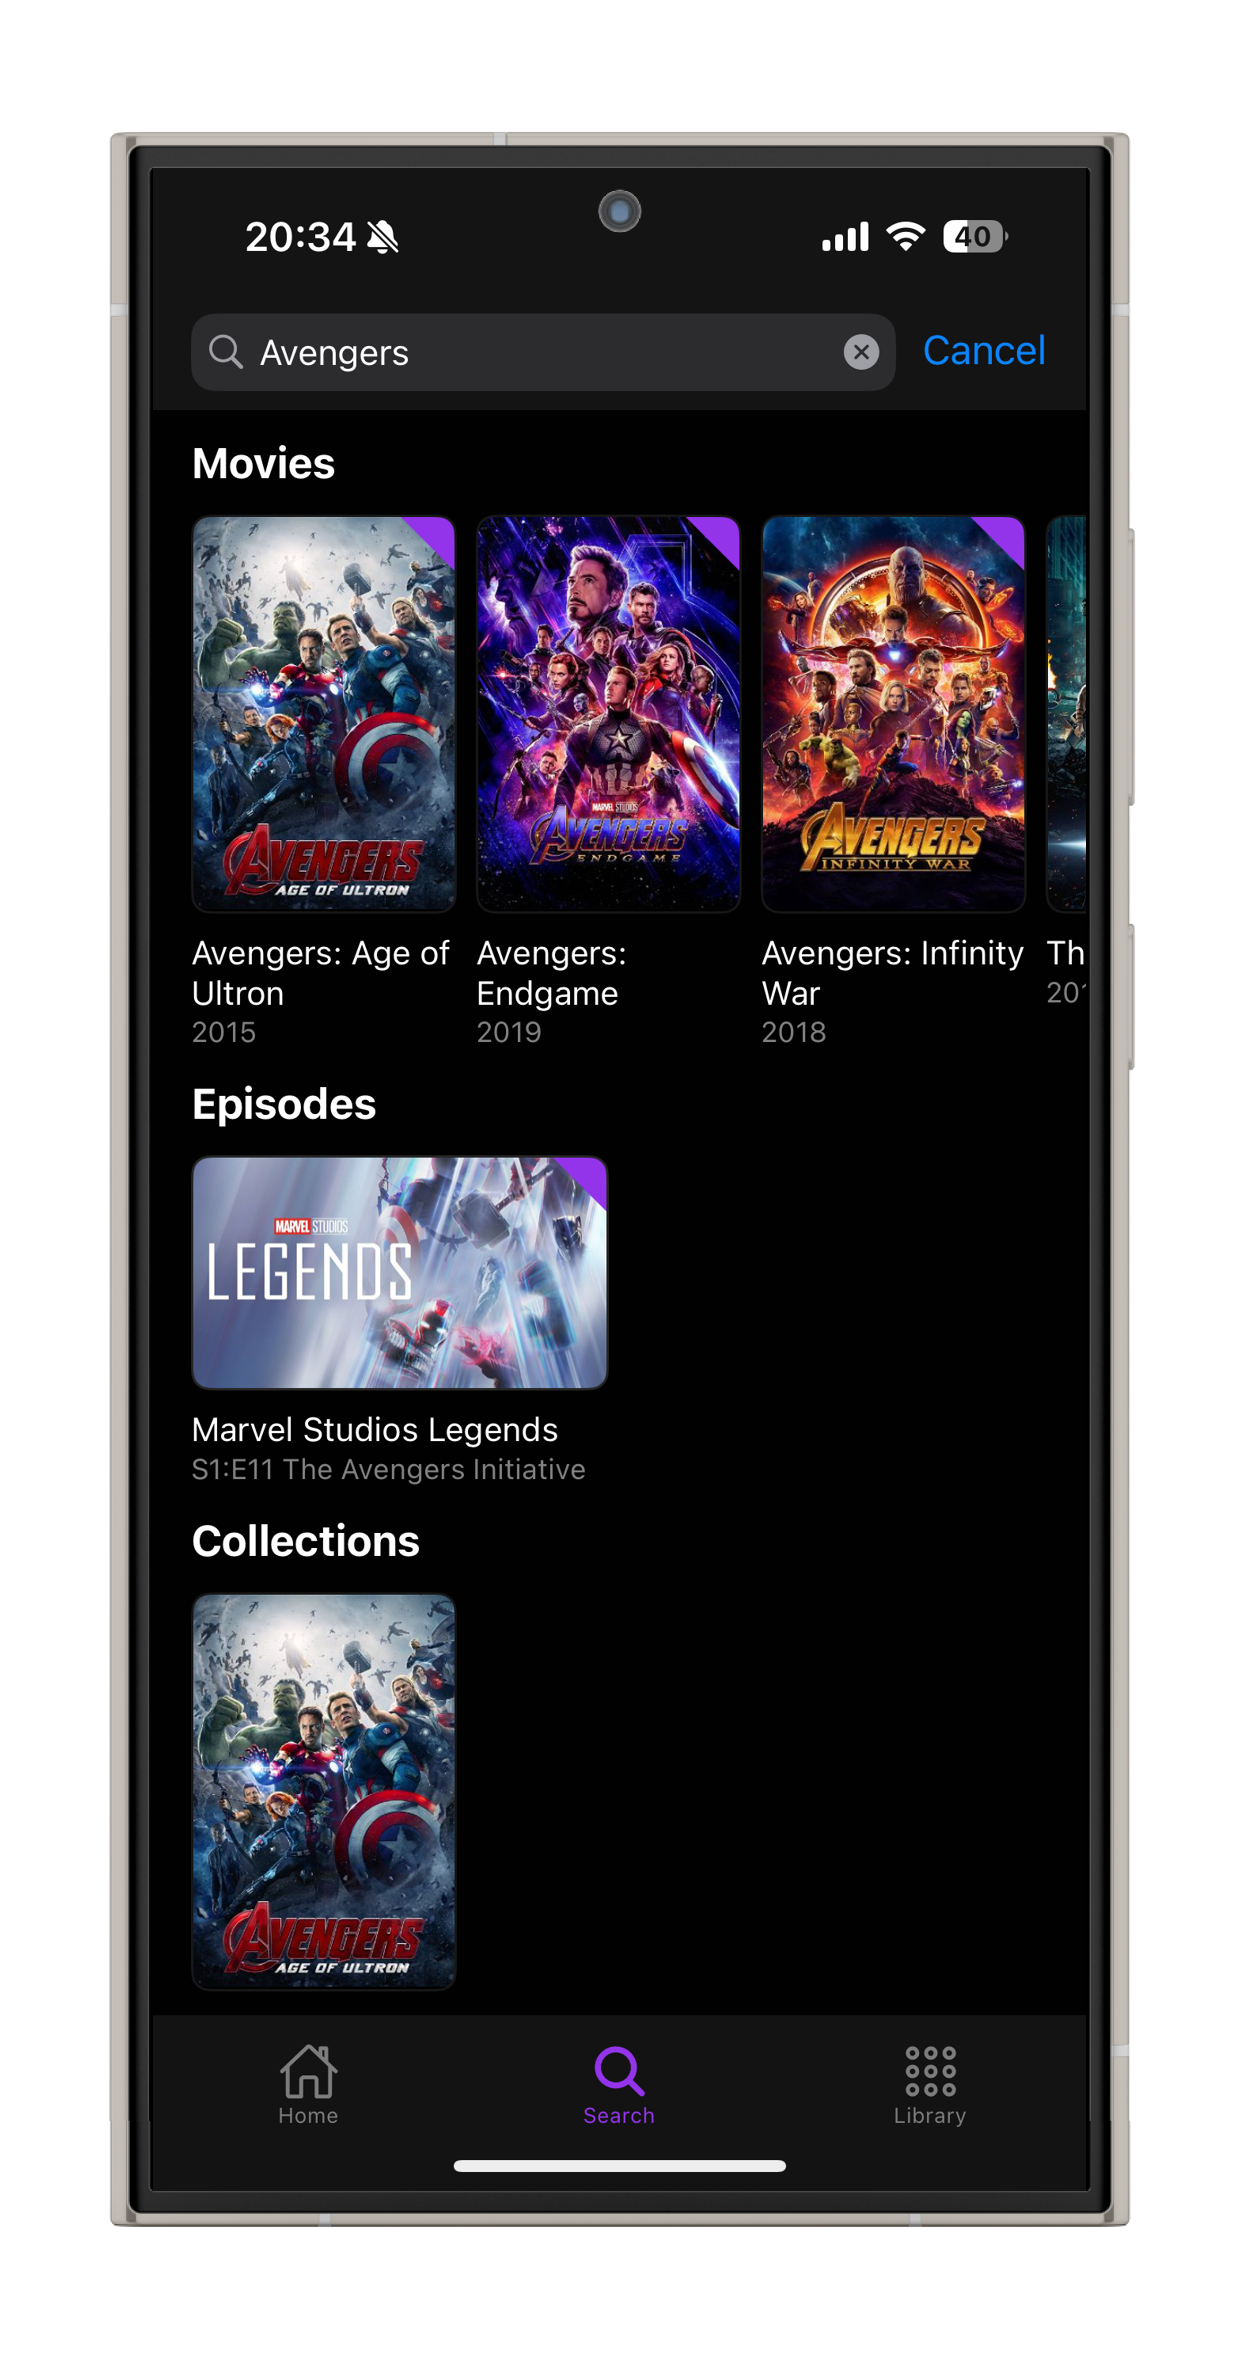 20:34
40
Avengers
Cancel
Movies
AVENGERS
AGE OF ULTRON
MARVEL STUDIOS
AVENGERS
ENDGAME
AVENGERS
INFINITY WAR
Avengers: Age of
Ultron
2015
Avengers:
Endgame
2019
Avengers: Infinity
War
2018
Th
201
Episodes
MARVEL STUDIOS
LEGENDS
Marvel Studios Legends
S1:E11 The Avengers Initiative
Collections
AVENGERS
AGE OF ULTRON
Home
Search
Library